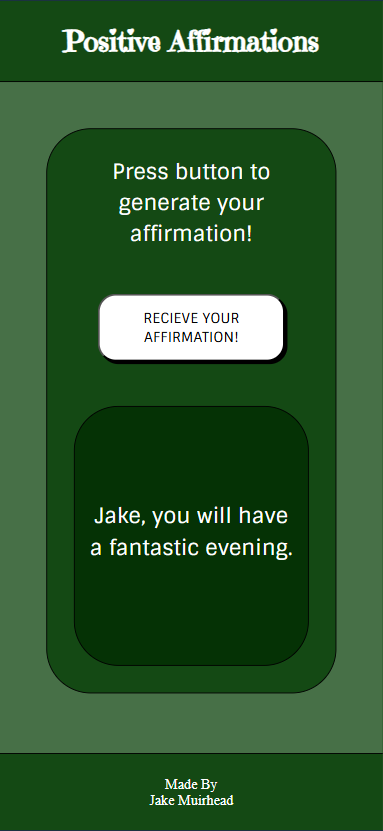 Positive Affirmations
Press button to
generate your
affirmation!
RECIEVE YOUR
AFFIRMATION!
Jake, you will have
a fantastic evening.
Made By
Jake Muirhead